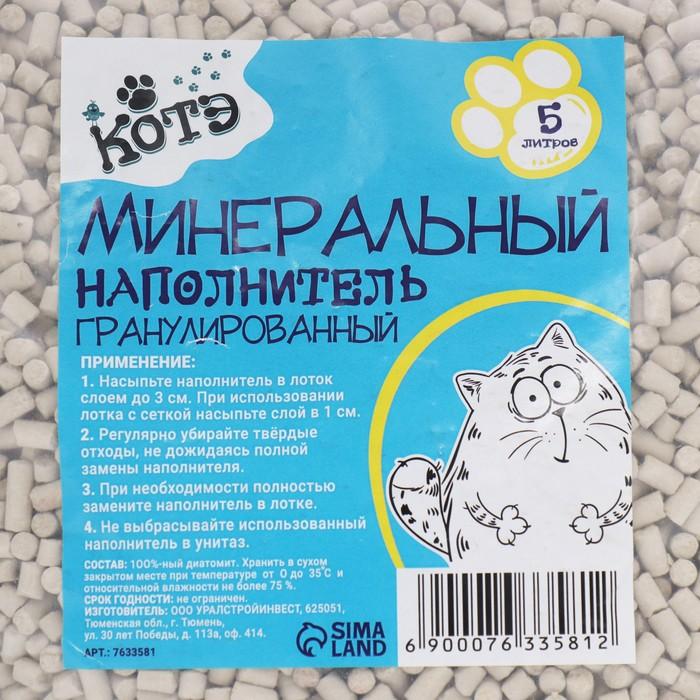 КОТЭ
5
ЛИТРОВ
МИНЕРАЛЬНЫЙ
НАПОЛНИТЕЛЬ
ГРАНУЛИРОВАННЫЙ
ПРИМЕНЕНИЕ:
1. Насыпьте наполнитель в лоток
слоем до 3 см. При использовании
лотка с сеткой насыпьте слой в 1 см.
2. Регулярно убирайте твёрдые
отходы, не дожидаясь полной
замены наполнителя.
3. При необходимости полностью
замените наполнитель в лотке.
4. Не выбрасывайте использованный
наполнитель в унитаз.
СОСТАВ: 100%-ный диатомит. Хранить в сухом
закрытом месте при температуре от 0 до 35°С и
относительной влажности не более 75 %.
СРОК ГОДНОСТИ: не ограничен.
ИЗГОТОВИТЕЛЬ: ООО УРАЛСТРОЙИНВЕСТ, 625051,
Тюменская обл., г. Тюмень,
ул. 30 лет Победы, д. 113а, оф. 414.
АРТ.: 7633581
SIMA
LAND
6 900076 335812